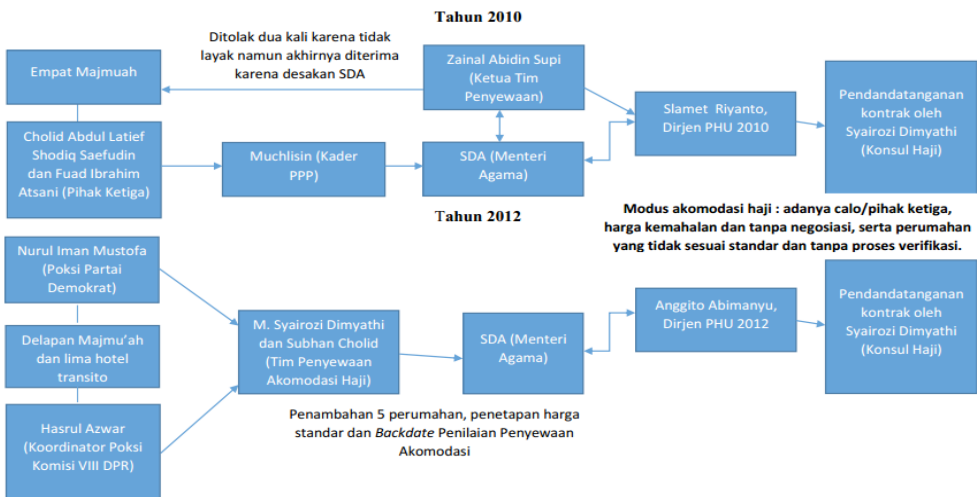 Tahun 2010
Ditolak dua kali karena tidak
layak namun akhirnya diterima
karena desakan SDA
Empat Majmuah
Zainal Abidin Supi
(Ketua Tim
Penyewaan)
Slamet Riyanto,
Dirjen PHU 2010
Pendandatanganan
kontrak oleh
Syairozi Dimyathi
(Konsul Haji)
Cholid Abdul Latief
Shodiq Saefudin
dan Fuad Ibrahim
Atsani (Pihak Ketiga)
Muchlisin (Kader
PPP)
SDA (Menteri
Agama)
Tahun 2012
Modus akomodasi haji : adanya calo/pihak ketiga,
harga kemahalan dan tanpa negosiasi, serta perumahan
yang tidak sesuai standar dan tanpa proses verifikasi.
Nurul Iman Mustofa
(Poksi Partai
Demokrat)
Delapan Majmu'ah
dan lima hotel
transito
Hasrul Azwar
(Koordinator Poksi
Komisi VIII DPR)
M. Syairozi Dimyathi
dan Subhan Cholid
(Tim Penyewaan
Akomodasi Haji)
SDA (Menteri
Agama)
Anggito Abimanyu,
Dirjen PHU 2012
Pendandatanganan
kontrak oleh
Syairozi Dimyathi
(Konsul Haji)
Penambahan 5 perumahan, penetapan harga
standar dan Backdate Penilaian Penyewaan
Akomodasi